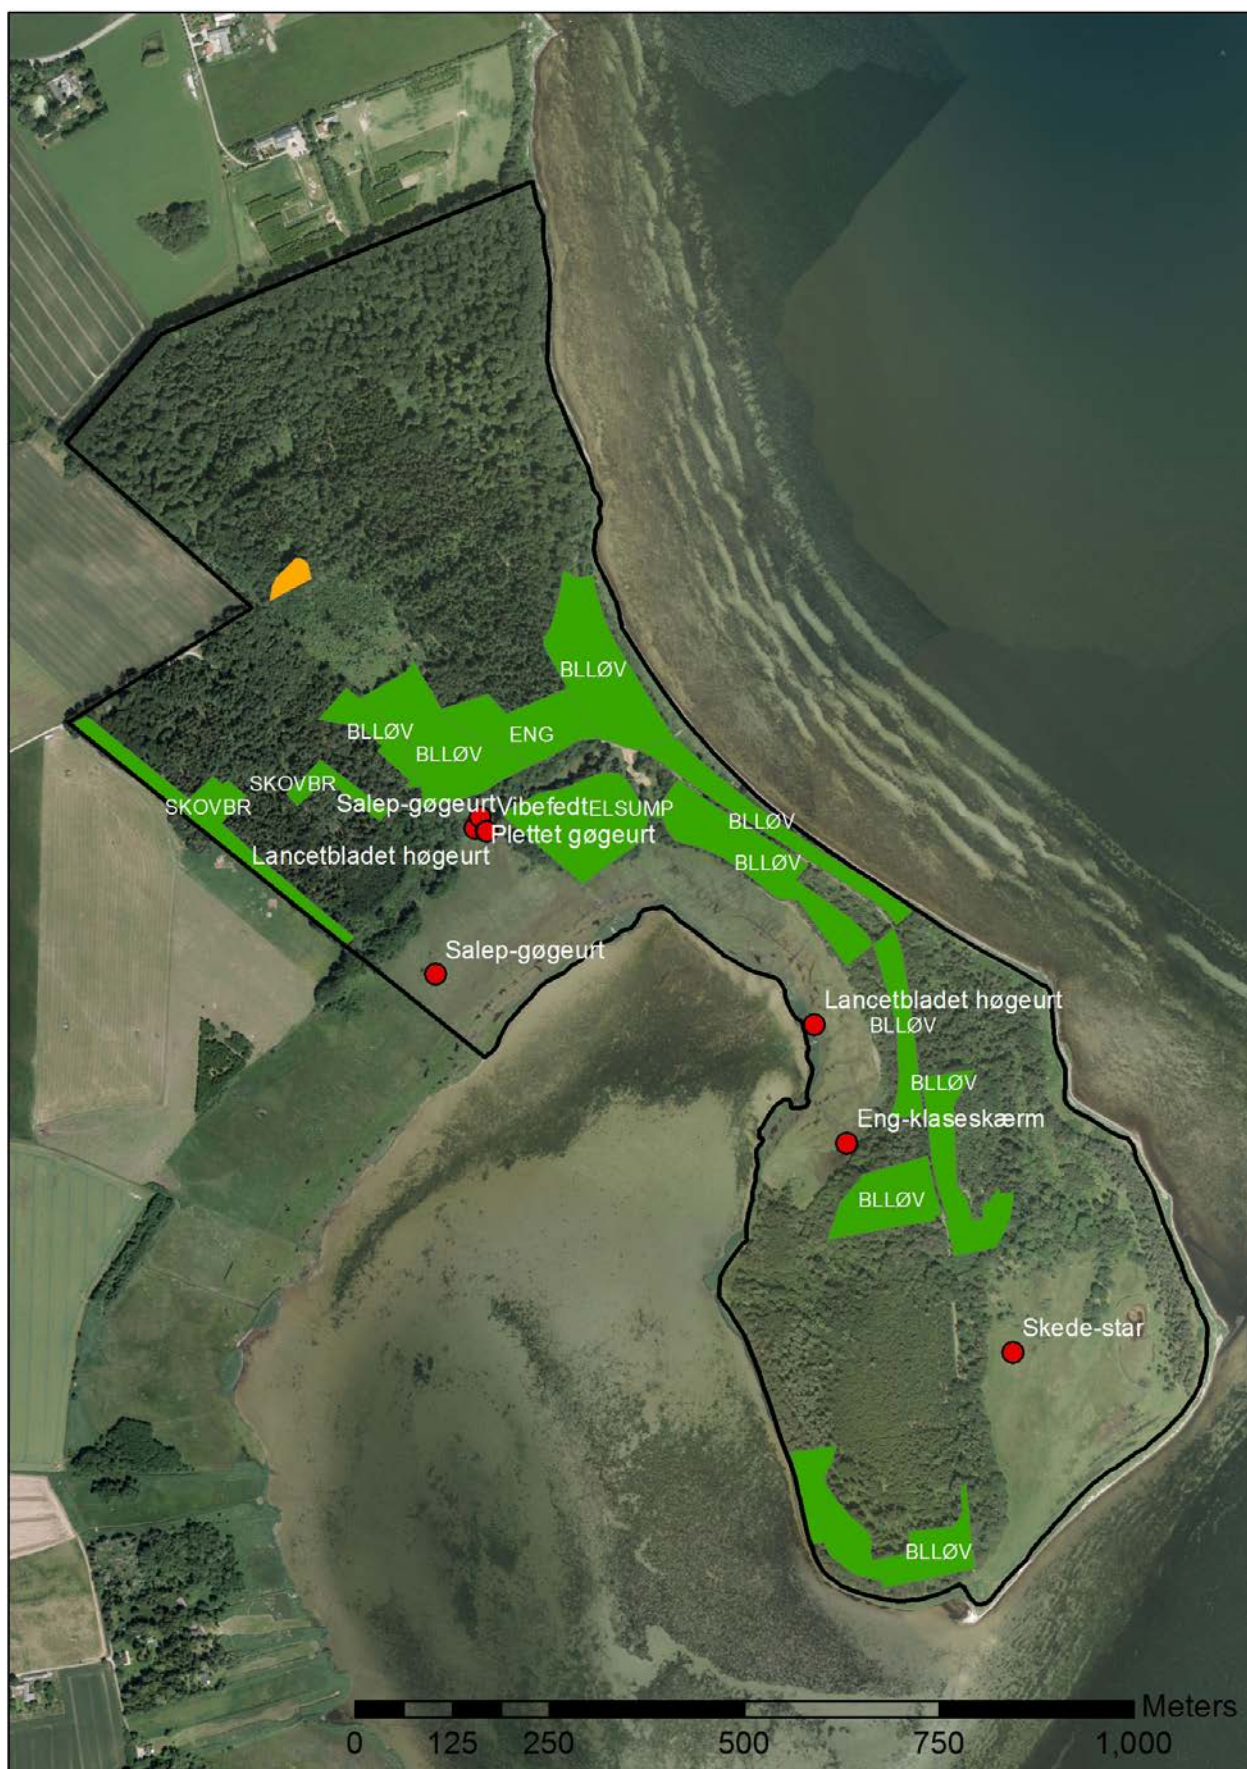 BLLØV
BLLØV
ENG
BLLØV
SKOVBR
SKOVBR
Salep-gøgeurt
Vibefedt
ELSUMP
Plettet gøgeurt
Lancetbladet høgeurt
BLLØV
BLLØV
Salep-gøgeurt
Lancetbladet høgeurt
BLLØV
BLLØV
Eng-klaseskærm
BLLØV
Skede-star
BLLØV
Meters
0 125 250 500 750 1,000